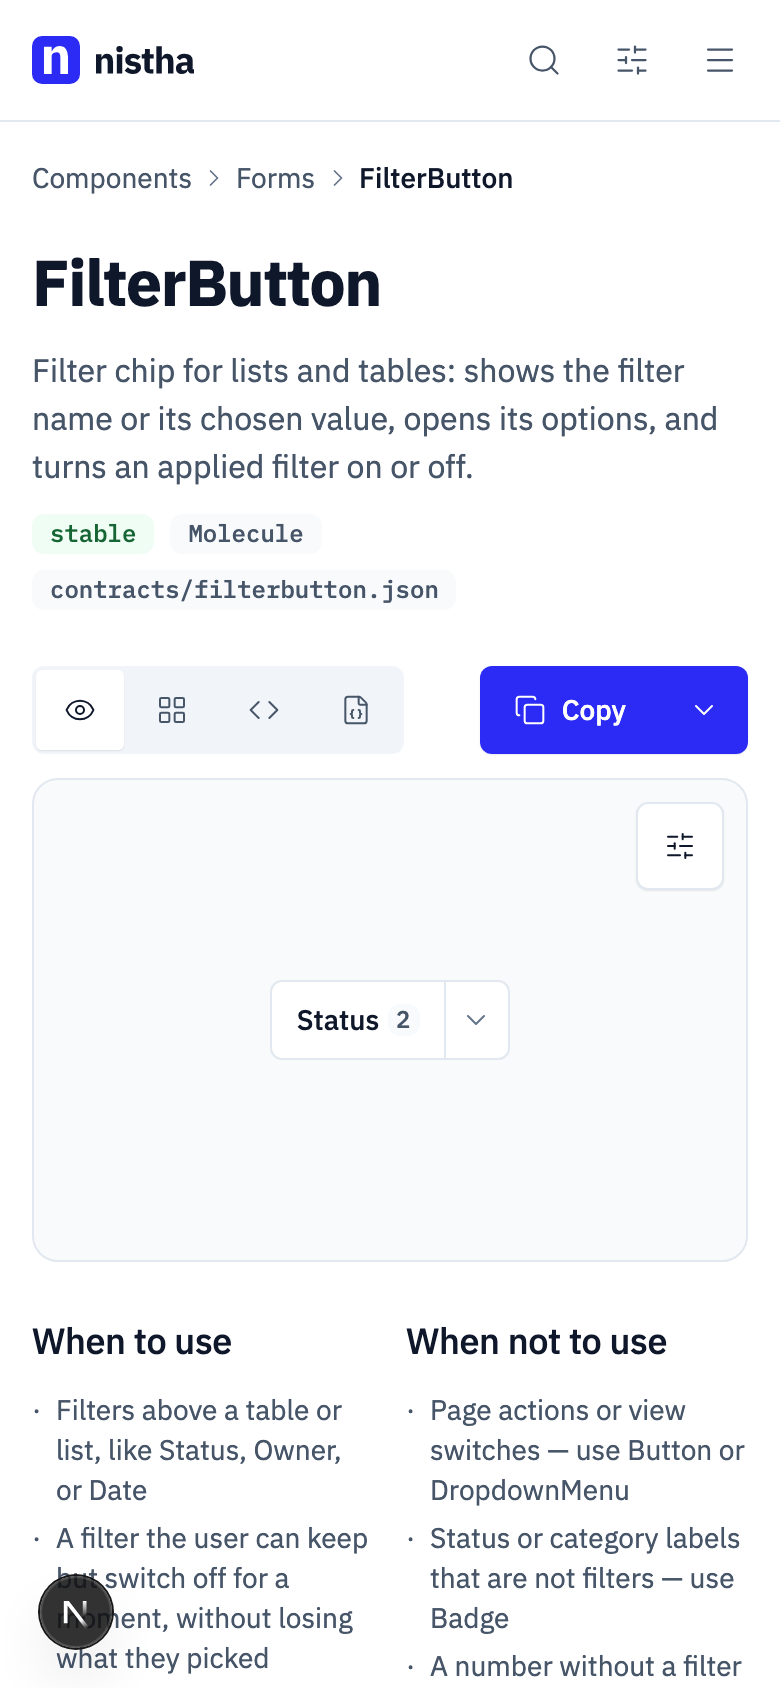 n nistha
Components > Forms > FilterButton
FilterButton
Filter chip for lists and tables: shows the filter
name or its chosen value, opens its options, and
turns an applied filter on or off.
stable Molecule
contracts/filterbutton.json
Copy
Status 2
When to use
· Filters above a table or
list, like Status, Owner,
or Date
· A filter the user can keep
but switch off for a
moment, without losing
what they picked
When not to use
· Page actions or view
switches — use Button or
DropdownMenu
· Status or category labels
that are not filters — use
Badge
· A number without a filter
N